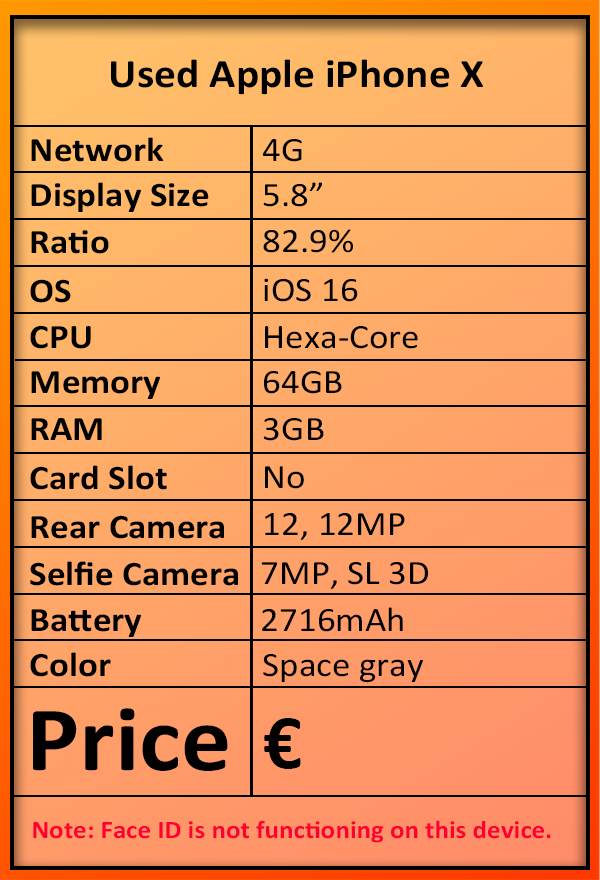 Used Apple iPhone X
Network 4G
Display Size 5.8”
Ratio 82.9%
OS iOS 16
CPU Hexa-Core
Memory 64GB
RAM 3GB
Card Slot No
Rear Camera 12, 12MP
Selfie Camera 7MP, SL 3D
Battery 2716mAh
Color Space gray
Price €
Note: Face ID is not functioning on this device.